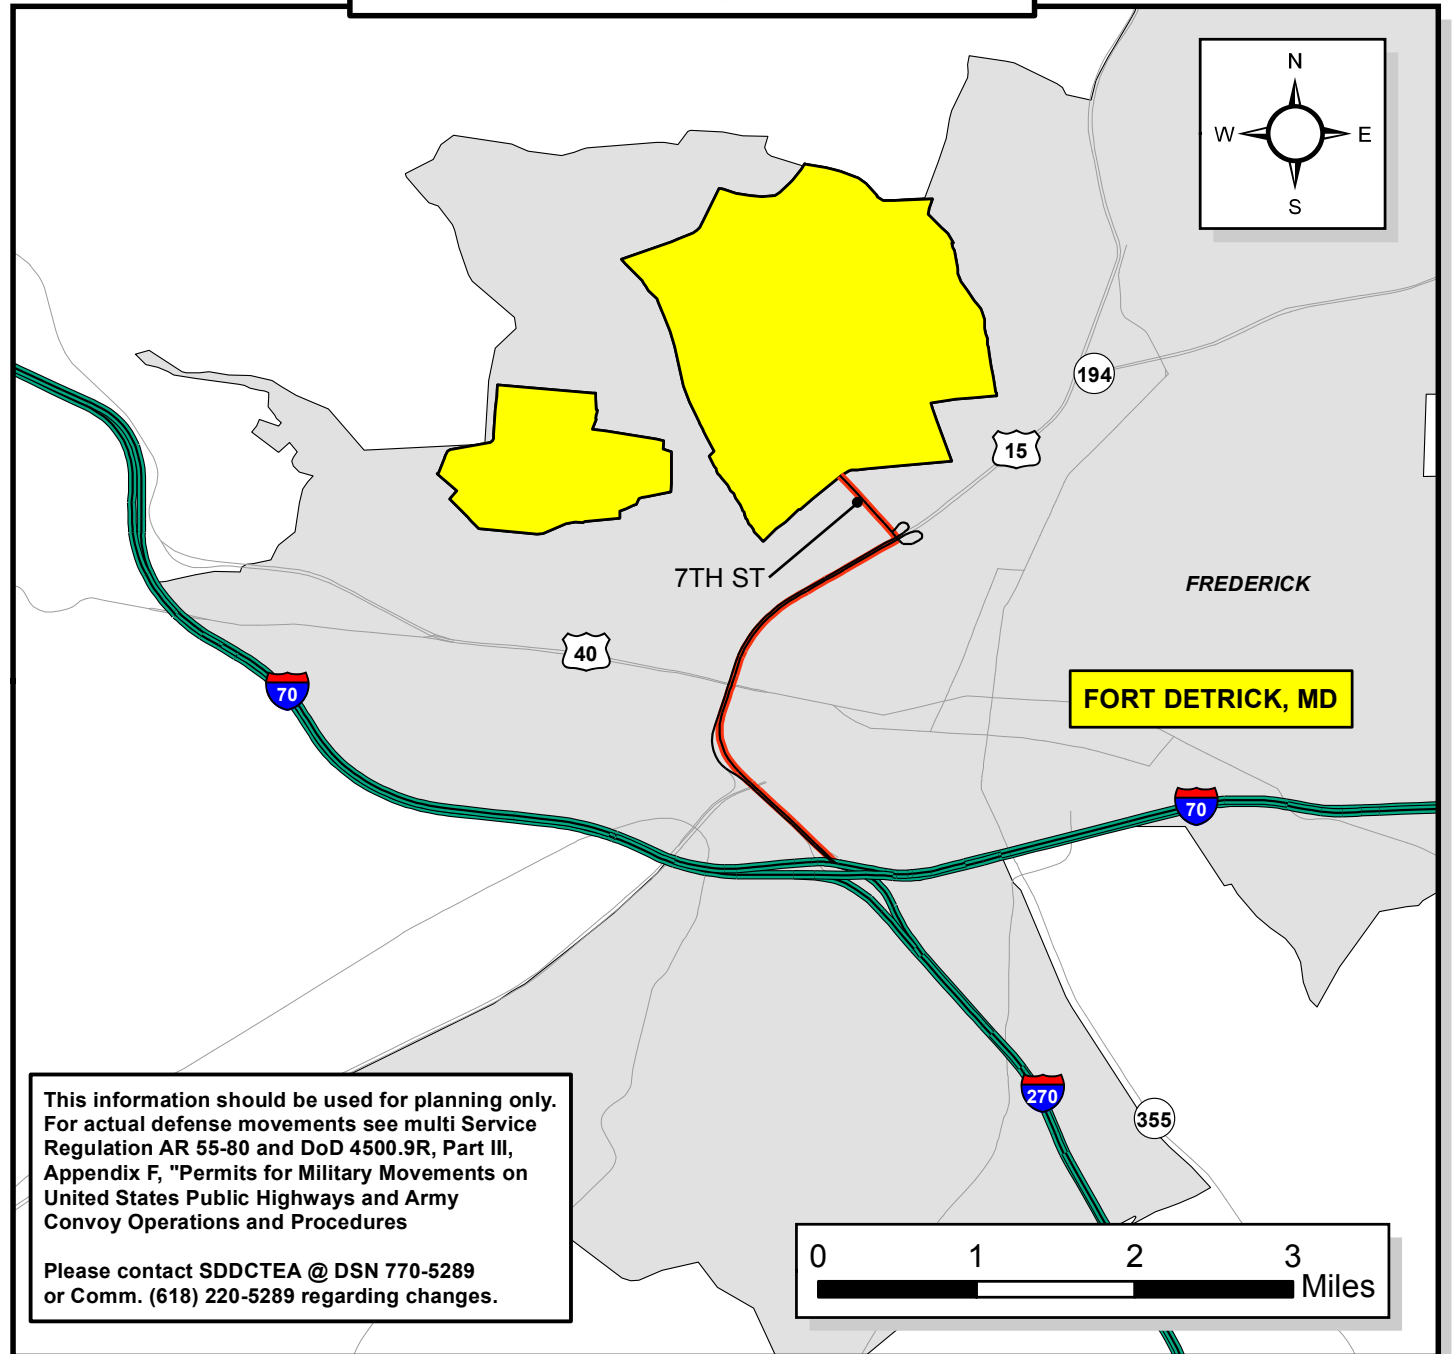 N
W E
S
194
15
7TH ST
FREDERICK
40
FORT DETRICK, MD
70
70
270
355
This information should be used for planning only.
For actual defense movements see multi Service
Regulation AR 55-80 and DoD 4500.9R, Part III,
Appendix F, "Permits for Military Movements on
United States Public Highways and Army
Convoy Operations and Procedures
Please contact SDDCTEA @ DSN 770-5289
or Comm. (618) 220-5289 regarding changes.
0 1 2 3
Miles